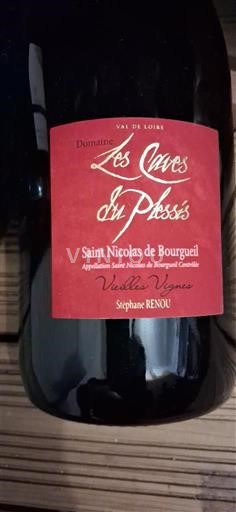 VAL DE LOIRE
Domaine
Les Caves
du Plessis
Saint Nicolas de Bourgueil
Appellation Saint Nicolas de Bourgueil Contrôlée
Vieilles Vignes
Stéphane RENOU